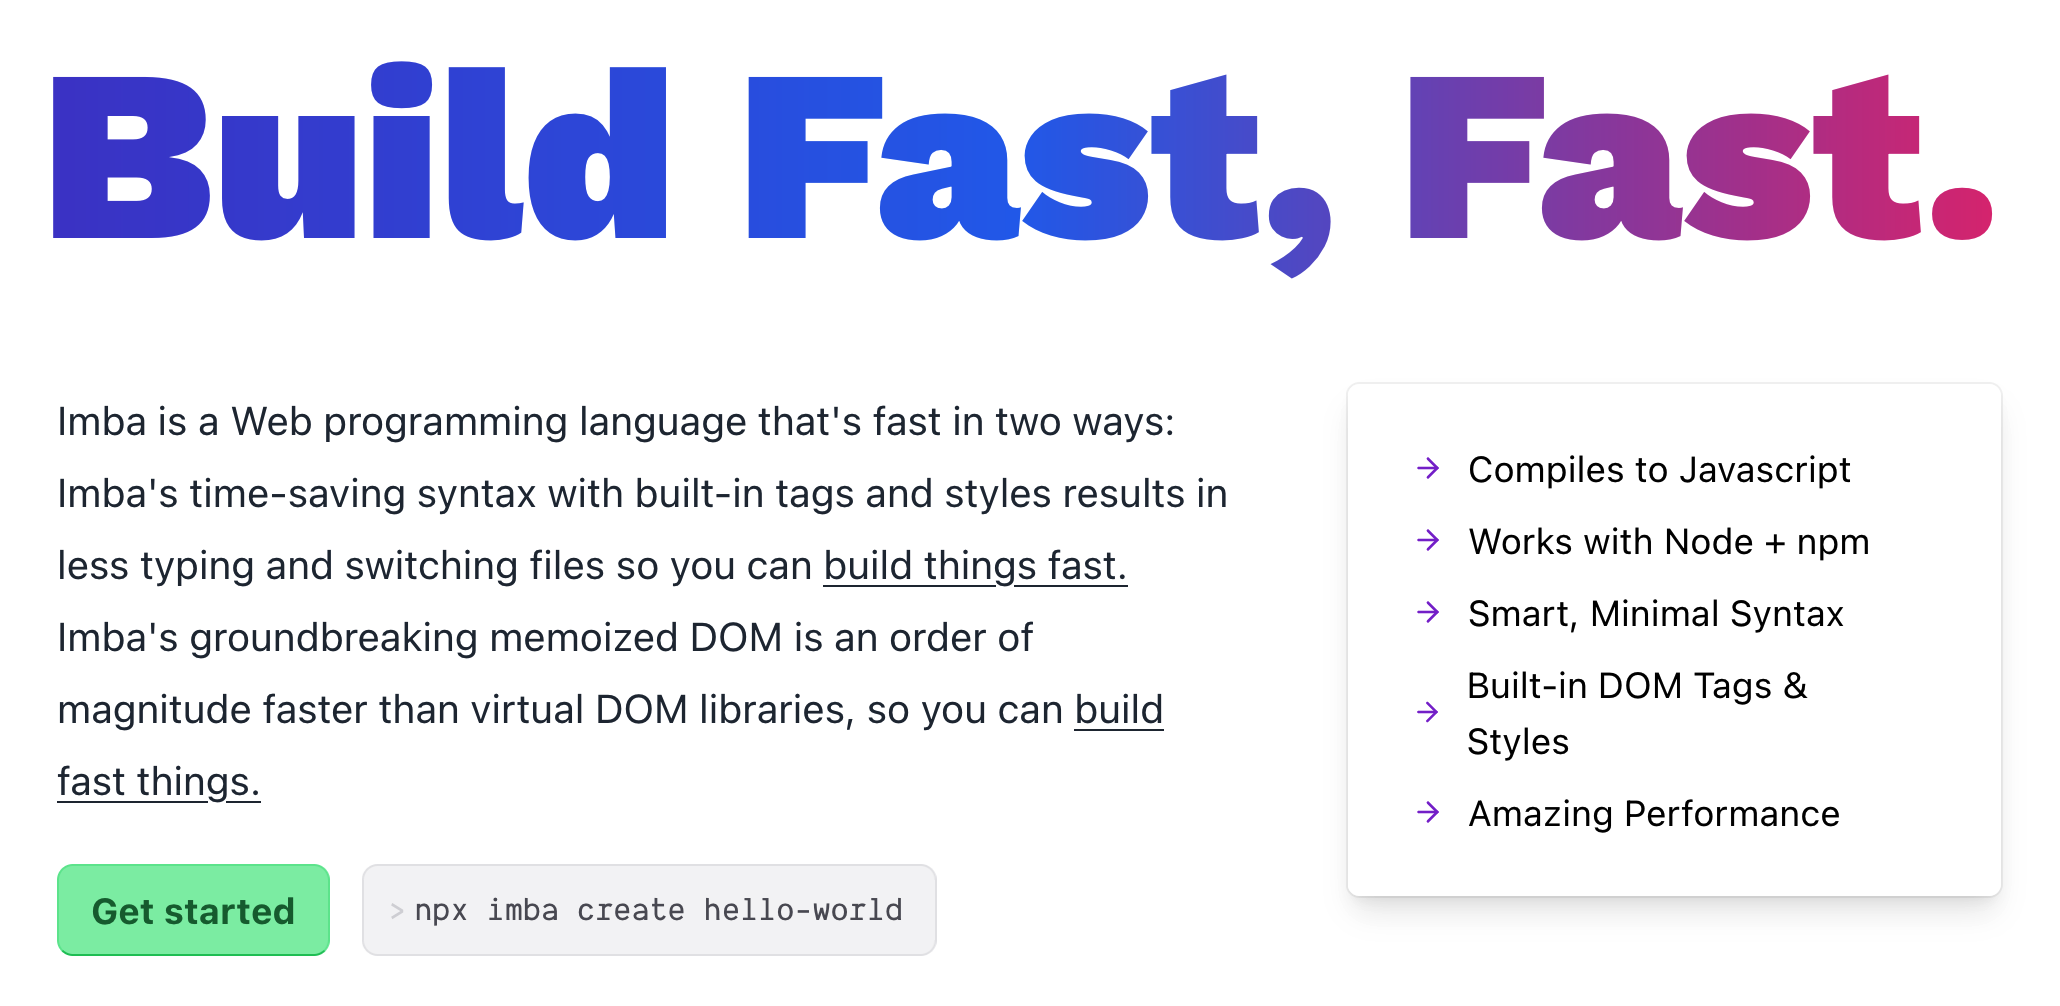 Build Fast, Fast.
Imba is a Web programming language that's fast in two ways:
Imba's time-saving syntax with built-in tags and styles results in
less typing and switching files so you can build things fast.
Imba's groundbreaking memoized DOM is an order of
magnitude faster than virtual DOM libraries, so you can build
fast things.
Get started
> npx imba create hello-world
→ Compiles to Javascript
→ Works with Node + npm
→ Smart, Minimal Syntax
→ Built-in DOM Tags &
Styles
→ Amazing Performance